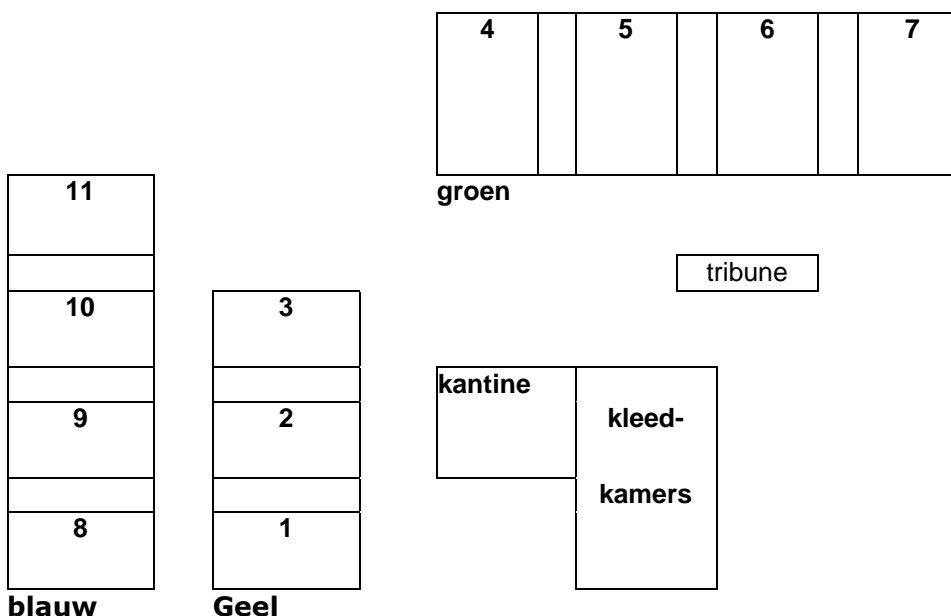 4 5 6 7
groen
11
tribune
10 3
kantine
9 2 kleed-
kamers
8 1
blauw Geel